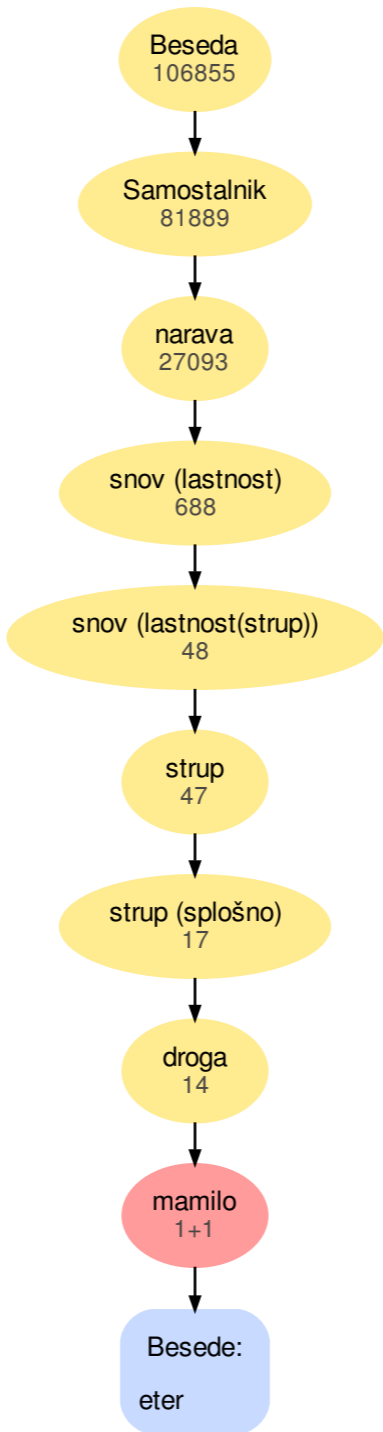 Beseda
106855
Samostalnik
81889
narava
27093
snov (lastnost)
688
snov (lastnost(strup))
48
strup
47
strup (splošno)
17
droga
14
mamilo
1+1
Besede:
eter